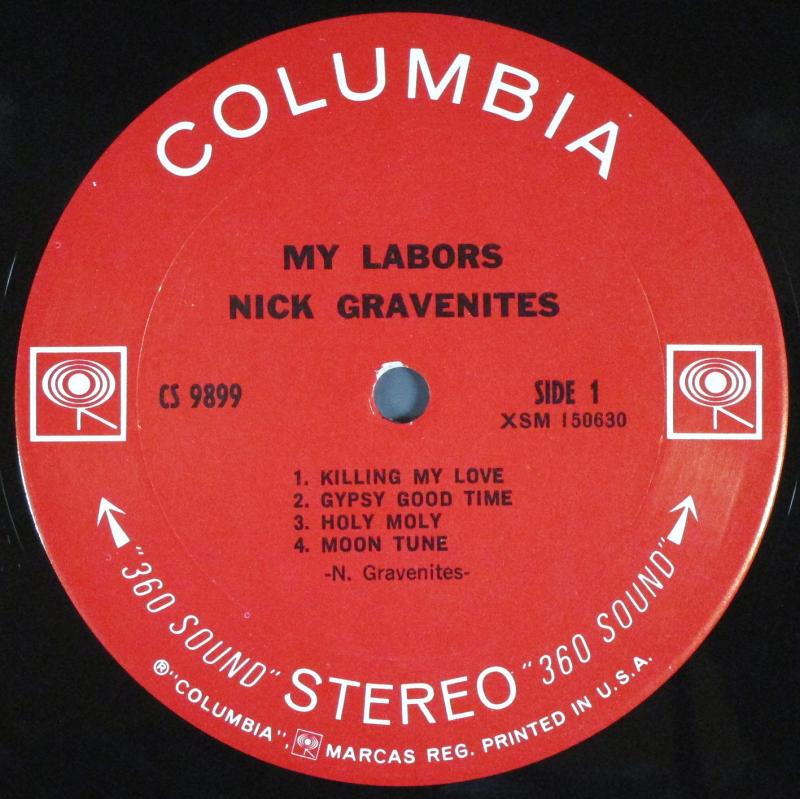 COLUMBIA
MY LABORS
NICK GRAVENITES
CS 9899
SIDE 1
XSM 150630
1. KILLING MY LOVE
2. GYPSY GOOD TIME
3. HOLY MOLY
4. MOON TUNE
-N. Gravenites-
"360 SOUND" STEREO "360 SOUND"
®"COLUMBIA", MARCAS REG. PRINTED IN U.S.A.